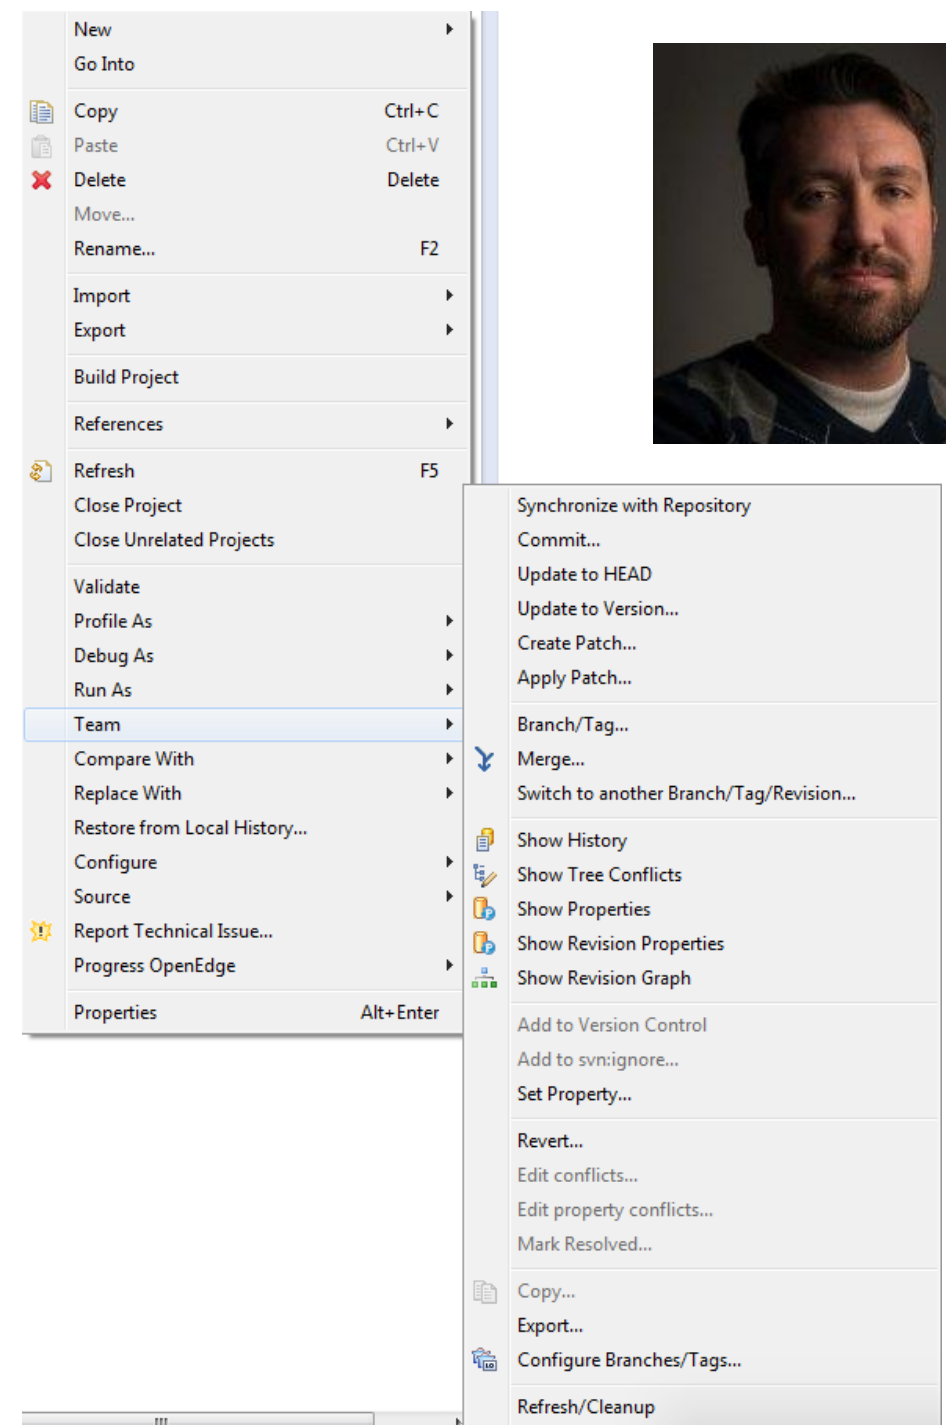 New
Go Into
Copy Ctrl+C
Paste Ctrl+V
Delete Delete
Move...
Rename... F2
Import
Export
Build Project
References
Refresh F5
Close Project
Close Unrelated Projects
Validate
Profile As
Debug As
Run As
Team
Compare With
Replace With
Restore from Local History...
Configure
Source
Report Technical Issue...
Progress OpenEdge
Properties Alt+Enter
Synchronize with Repository
Commit...
Update to HEAD
Update to Version...
Create Patch...
Apply Patch...
Branch/Tag...
Merge...
Switch to another Branch/Tag/Revision...
Show History
Show Tree Conflicts
Show Properties
Show Revision Properties
Show Revision Graph
Add to Version Control
Add to svn:ignore...
Set Property...
Revert...
Edit conflicts...
Edit property conflicts...
Mark Resolved...
Copy...
Export...
Configure Branches/Tags...
Refresh/Cleanup